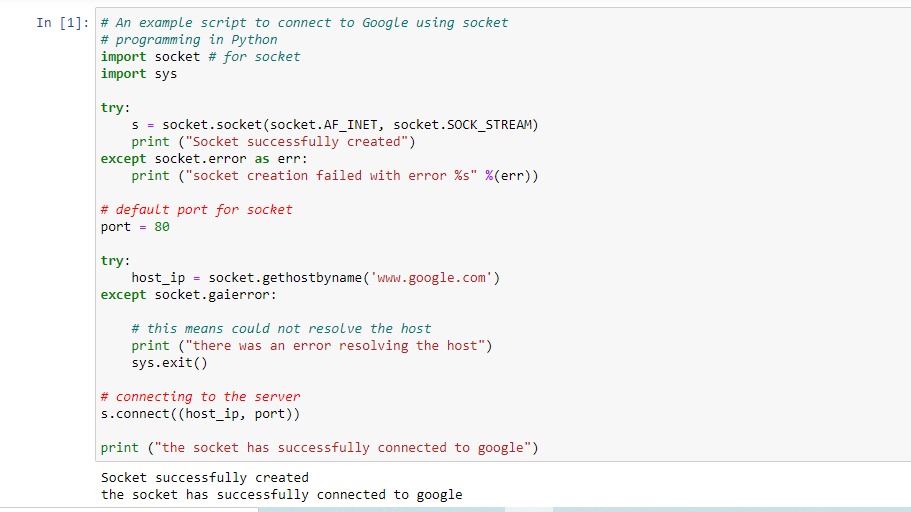 In [1]: # An example script to connect to Google using socket
# programming in Python
import socket # for socket
import sys
try:
s = socket.socket(socket.AF_INET, socket.SOCK_STREAM)
print ("Socket successfully created")
except socket.error as err:
print ("socket creation failed with error %s" %(err))
# default port for socket
port = 80
try:
host_ip = socket.gethostbyname('www.google.com')
except socket.gaierror:
# this means could not resolve the host
print ("there was an error resolving the host")
sys.exit()
# connecting to the server
s.connect((host_ip, port))
print ("the socket has successfully connected to google")
Socket successfully created
the socket has successfully connected to google